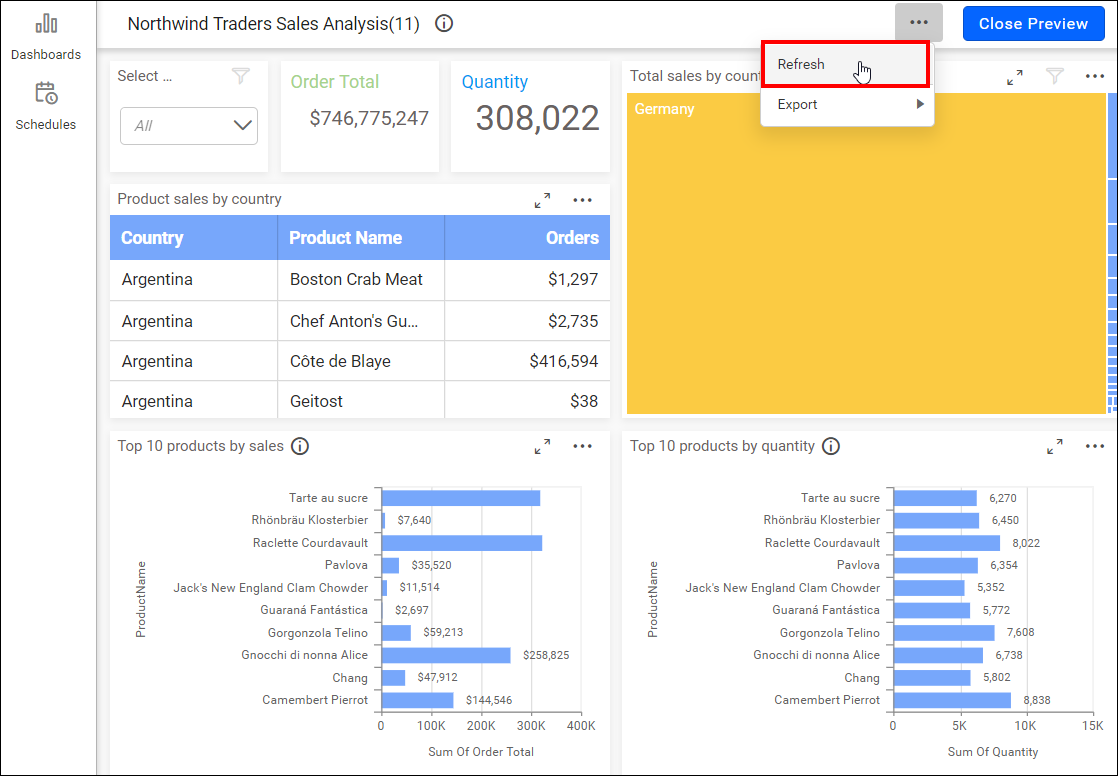 Dashboards
Schedules
Northwind Traders Sales Analysis(11)
Close Preview
Refresh
Export
Select ...
All
Order Total
$746,775,247
Quantity
308,022
Total sales by count
Germany
Product sales by country
Country Product Name Orders
Argentina Boston Crab Meat $1,297
Argentina Chef Anton's Gu... $2,735
Argentina Côte de Blaye $416,594
Argentina Geitost $38
Top 10 products by sales
ProductName
Tarte au sucre
Rhönbräu Klosterbier $7,640
Raclette Courdavault
Pavlova $35,520
Jack's New England Clam Chowder $11,514
Guaraná Fantástica $2,697
Gorgonzola Telino $59,213
Gnocchi di nonna Alice $258,825
Chang $47,912
Camembert Pierrot $144,546
0 100K 200K 300K 400K
Sum Of Order Total
Top 10 products by quantity
ProductName
Tarte au sucre 6,270
Rhönbräu Klosterbier 6,450
Raclette Courdavault 8,022
Pavlova 6,354
Jack's New England Clam Chowder 5,352
Guaraná Fantástica 5,772
Gorgonzola Telino 7,608
Gnocchi di nonna Alice 6,738
Chang 5,802
Camembert Pierrot 8,838
0 5K 10K 15K
Sum Of Quantity